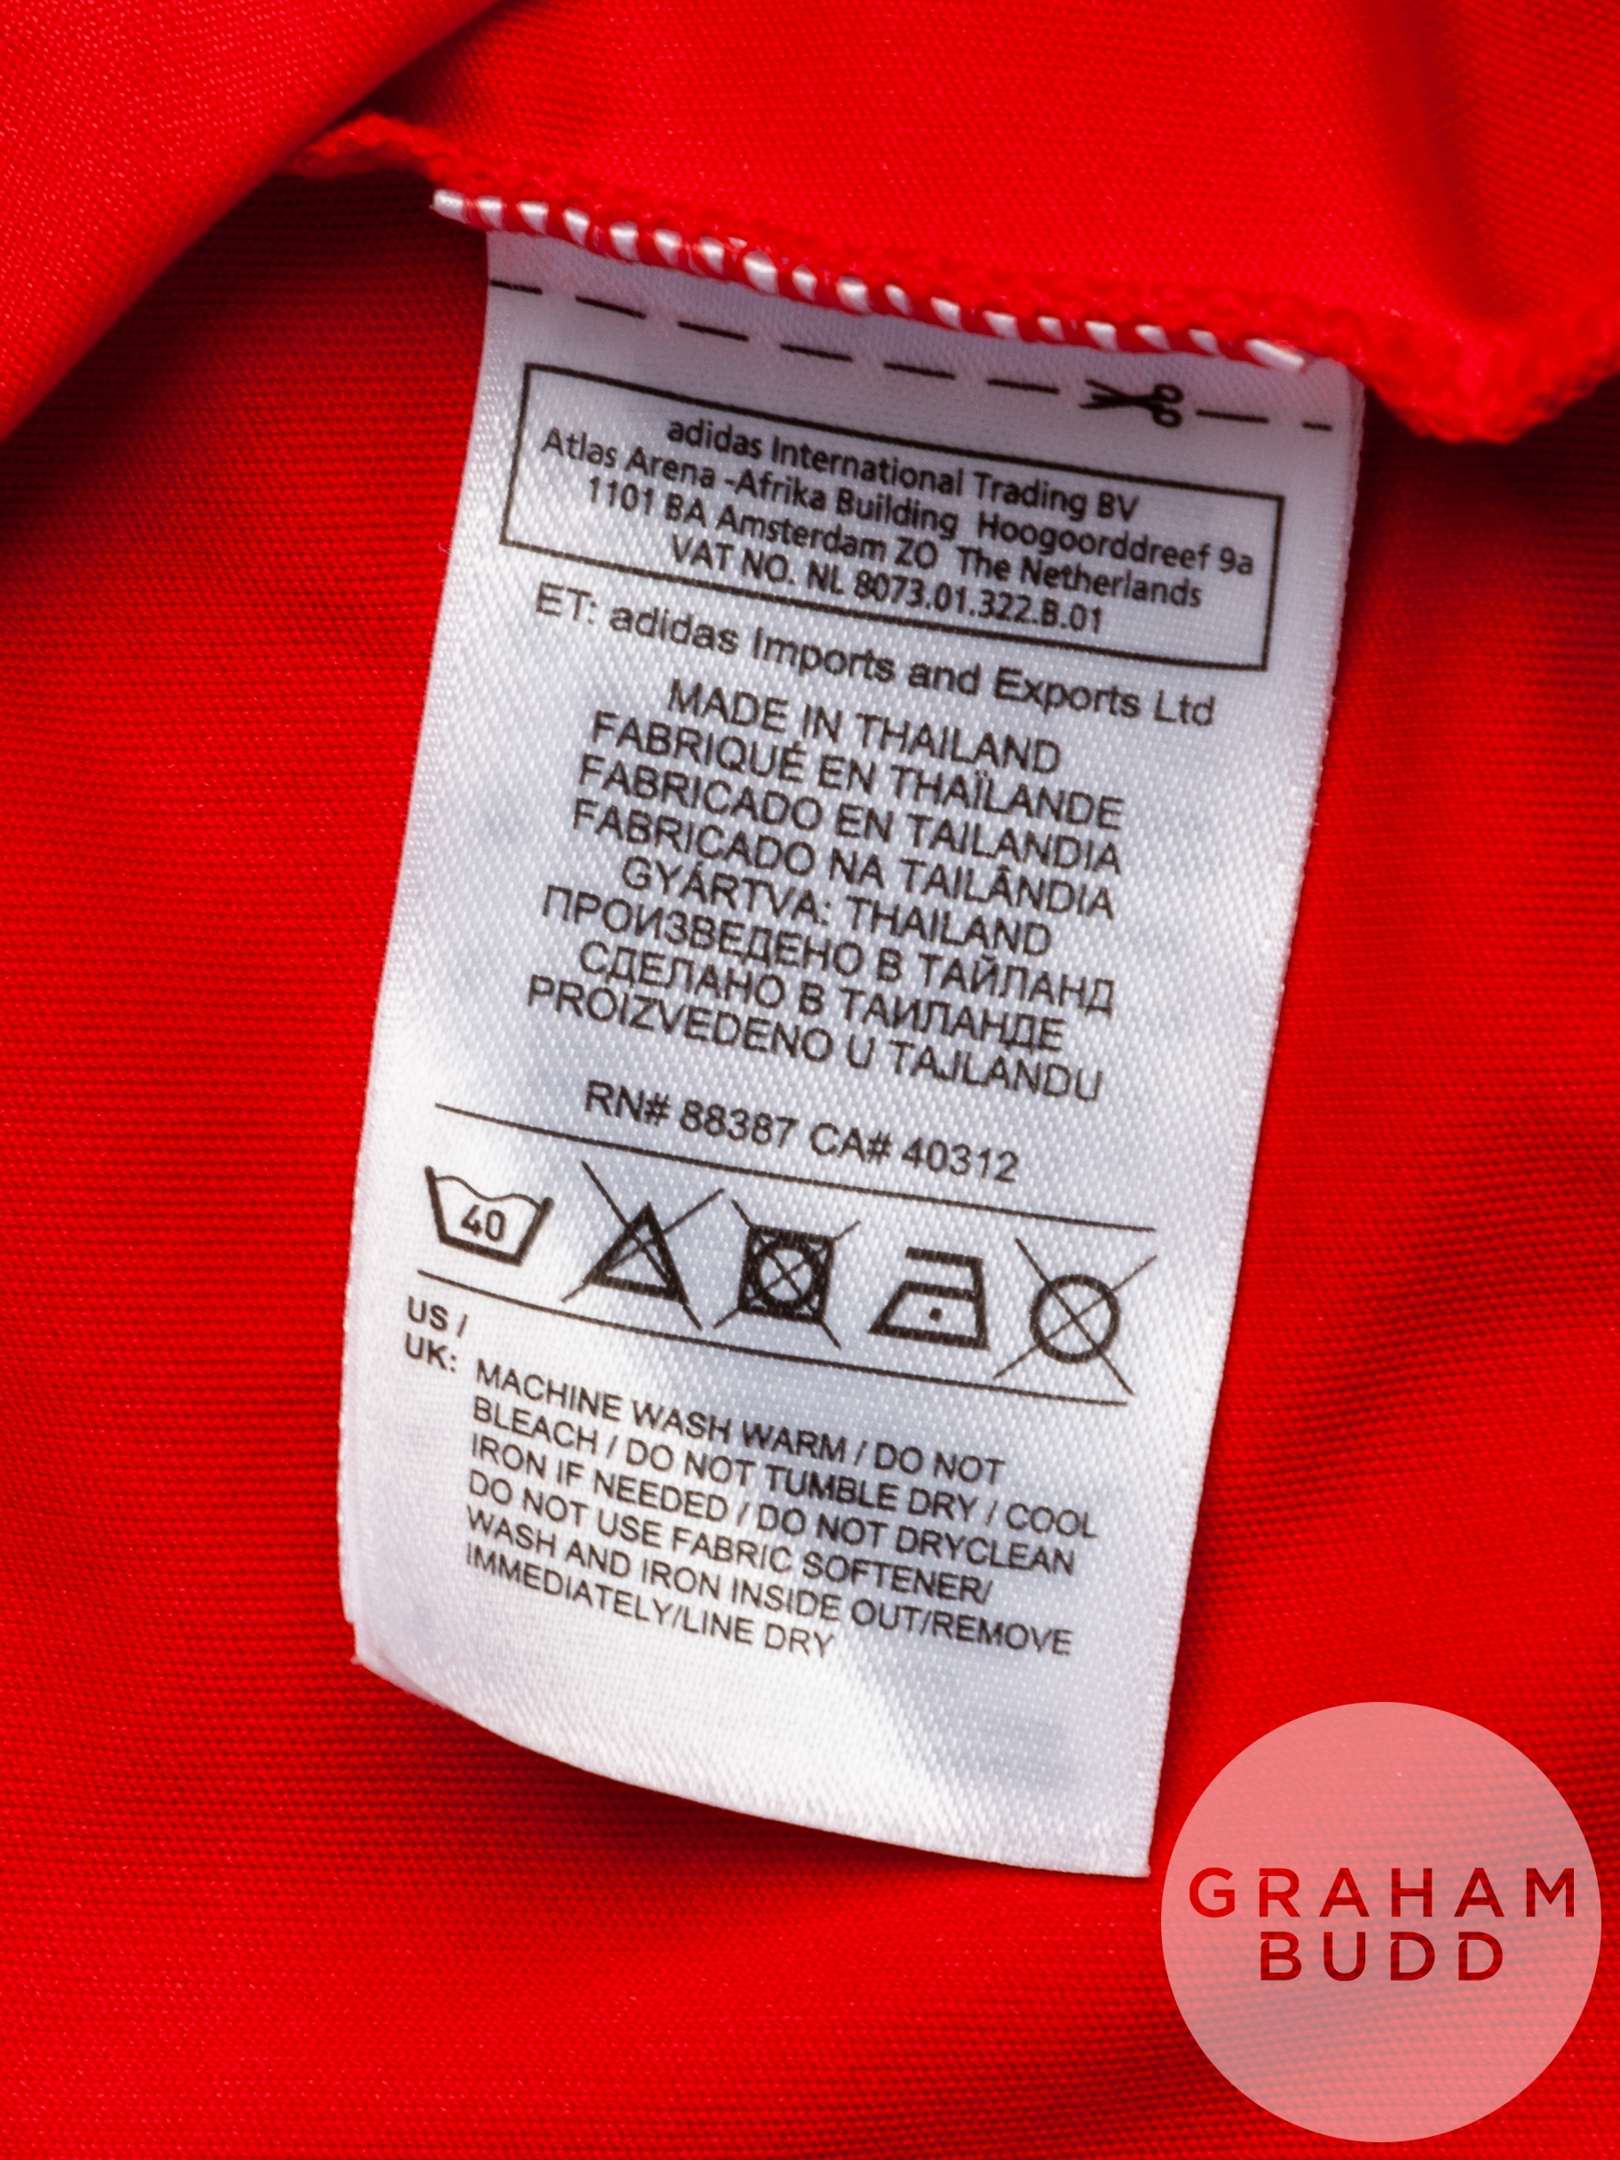 adidas International Trading BV
Atlas Arena -Afrika Building Hoogoorddreef 9a
1101 BA Amsterdam ZO The Netherlands
VAT NO. NL 8073.01.322.B.01
ET: adidas Imports and Exports Ltd
MADE IN THAILAND
FABRIQUÉ EN THAÏLANDE
FABRICADO EN TAILANDIA
FABRICADO NA TAILÂNDIA
GYÁRTVA: THAILAND
ПРОИЗВЕДЕНО В ТАЙЛАНД
СДЕЛАНО В ТАИЛАНДЕ
PROIZVEDENO U TAJLANDU
RN# 88387 CA# 40312
40
US /
UK: MACHINE WASH WARM / DO NOT
BLEACH / DO NOT TUMBLE DRY / COOL
IRON IF NEEDED / DO NOT DRYCLEAN
DO NOT USE FABRIC SOFTENER/
WASH AND IRON INSIDE OUT/REMOVE
IMMEDIATELY/LINE DRY
GRAHAM
BUDD